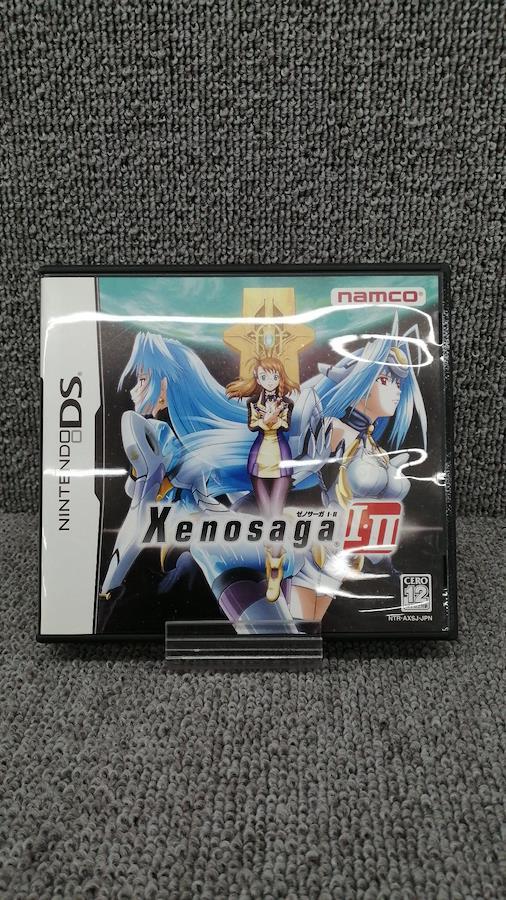 namco
NINTENDO DS
ゼノサーガ I・II
Xenosaga I・II
CERO
12
NTR-AXSJ-JPN